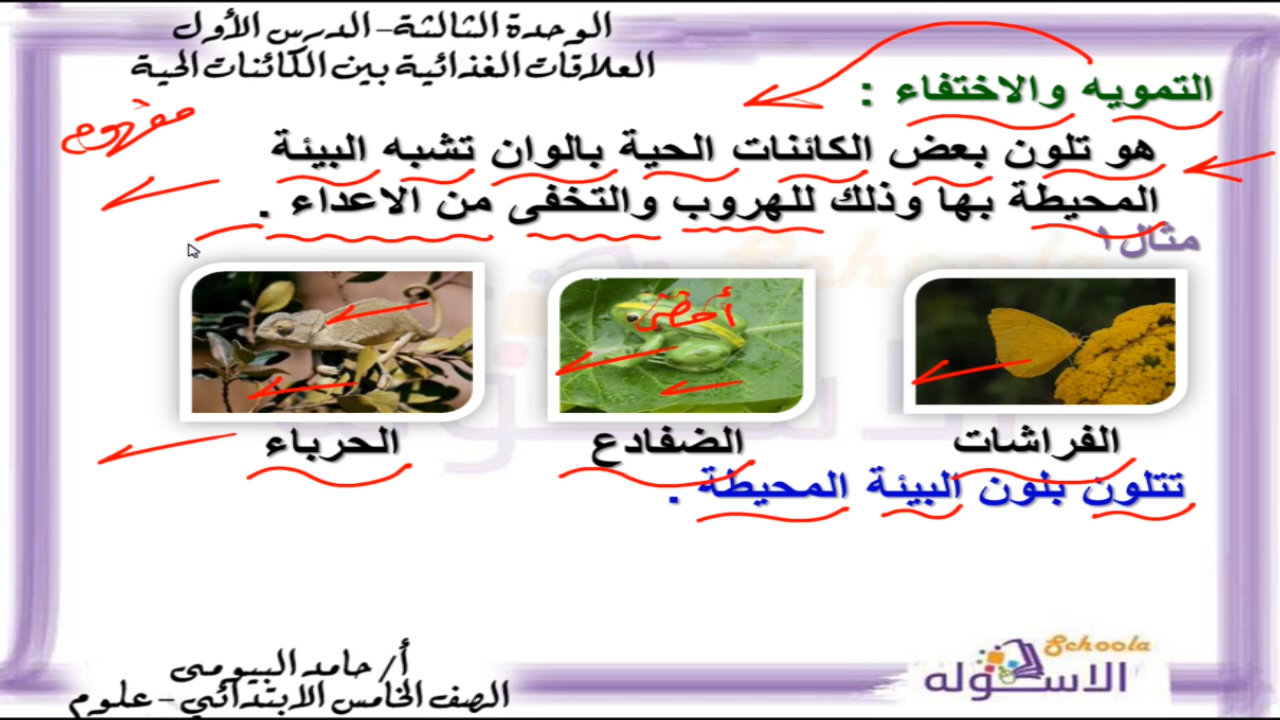 الوحدة الثالثة- الدرس الأول
العلاقات الغذائية بين الكائنات الحية
التمويه والاختفاء :
مفهوم
هو تلون بعض الكائنات الحية بالوان تشبه البيئة
المحيطة بها وذلك للهروب والتخفى من الاعداء .
مثال١
أخضر
الفراشات
الضفادع
الحرباء
تتلون بلون البيئة المحيطة .
أ/ حامد البيومى
الصف الخامس الابتدائي - علوم
Schoola
الاسكوله